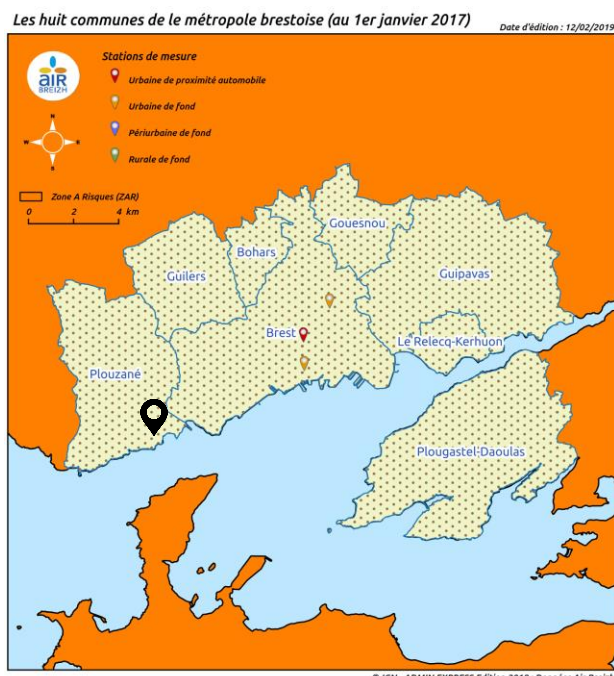 Les huit communes de le métropole brestoise (au 1er janvier 2017)
Date d'édition : 12/02/2019
Stations de mesure
aiR
BREIZH
Urbaine de proximité automobile
Urbaine de fond
Périurbaine de fond
Rurale de fond
N
W E
S
Zone A Risques (ZAR)
0 2 4 km
Gouesnou
Bohars
Guilers
Guipavas
Brest
Le Relecq-Kerhuon
Plouzané
Plougastel-Daoulas